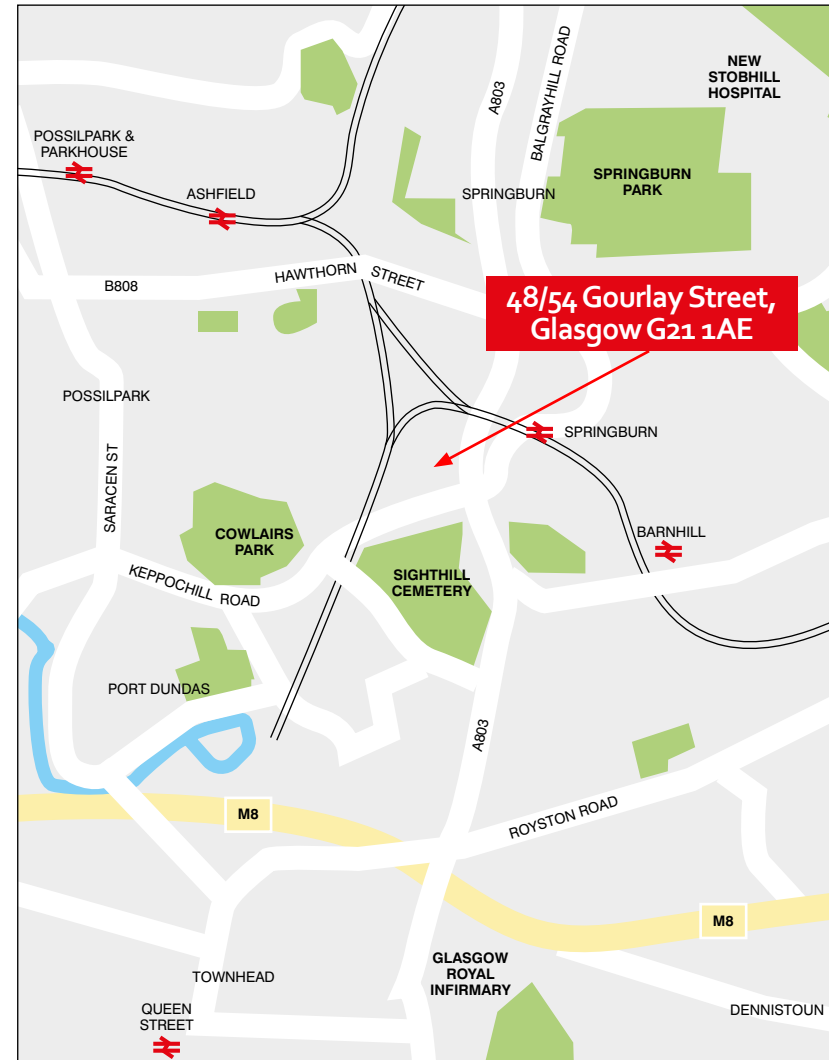 NEW
STOBHILL
HOSPITAL
A803
BALGRAYHILL ROAD
POSSILPARK &
PARKHOUSE
ASHFIELD
SPRINGBURN
SPRINGBURN
PARK
HAWTHORN STREET
B808
48/54 Gourlay Street,
Glasgow G21 1AE
POSSILPARK
SARACEN ST
SPRINGBURN
COWLAIRS
PARK
BARNHILL
KEPPOCHILL ROAD
SIGHTHILL
CEMETERY
PORT DUNDAS
A803
M8
ROYSTON ROAD
M8
GLASGOW
ROYAL
INFIRMARY
TOWNHEAD
QUEEN
STREET
DENNISTOUN